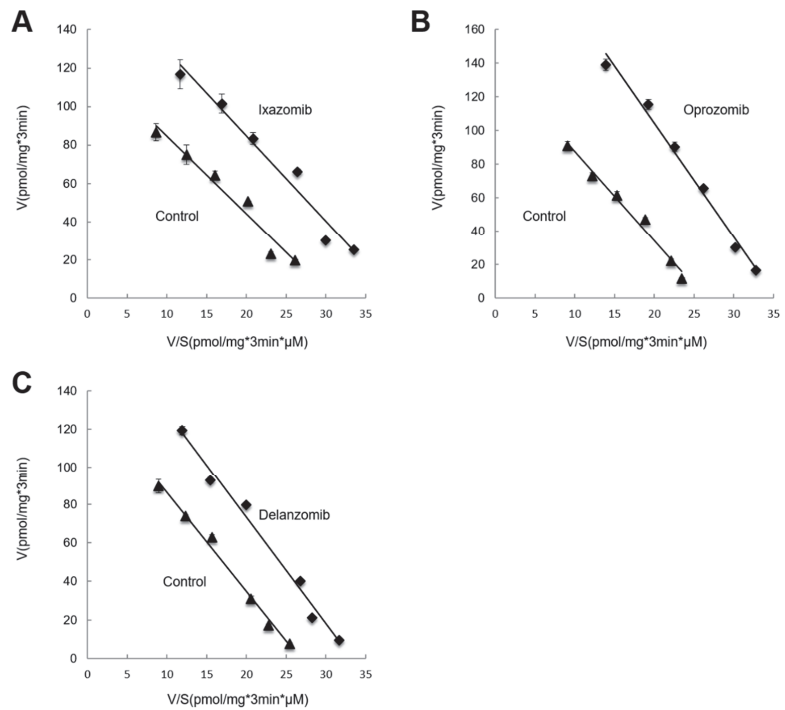 A
V(pmol/mg*3min)
140
120
100
80
60
40
20
0
Ixazomib
Control
0 5 10 15 20 25 30 35
V/S(pmol/mg*3min*μM)
B
V(pmol/mg*3min)
160
140
120
100
80
60
40
20
0
Oprozomib
Control
0 5 10 15 20 25 30 35
V/S(pmol/mg*3min*μM)
C
V(pmol/mg*3min)
140
120
100
80
60
40
20
0
Delanzomib
Control
0 5 10 15 20 25 30 35
V/S(pmol/mg*3min*μM)